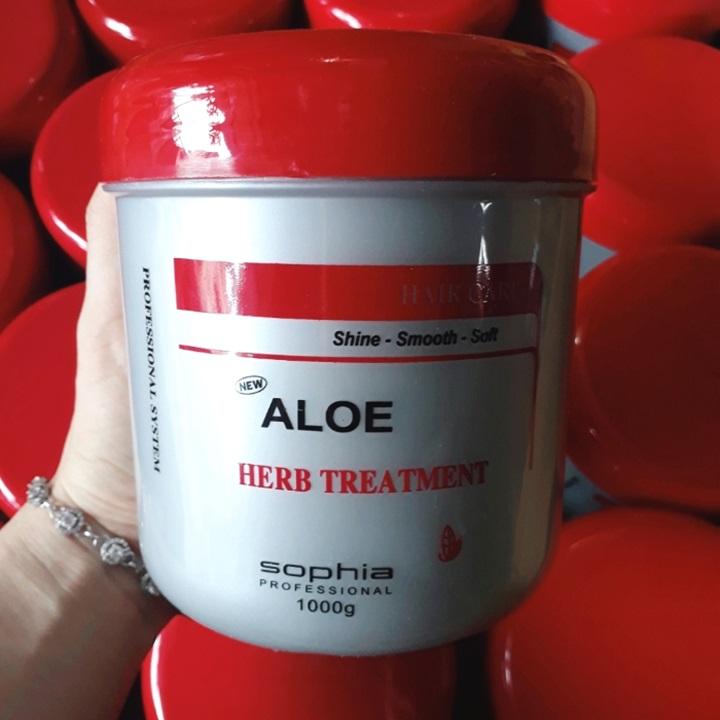 HAIR CARE
Shine - Smooth - Soft
NEW
ALOE
HERB TREATMENT
sophia
PROFESSIONAL
1000g
PROFESSIONAL SYSTEM